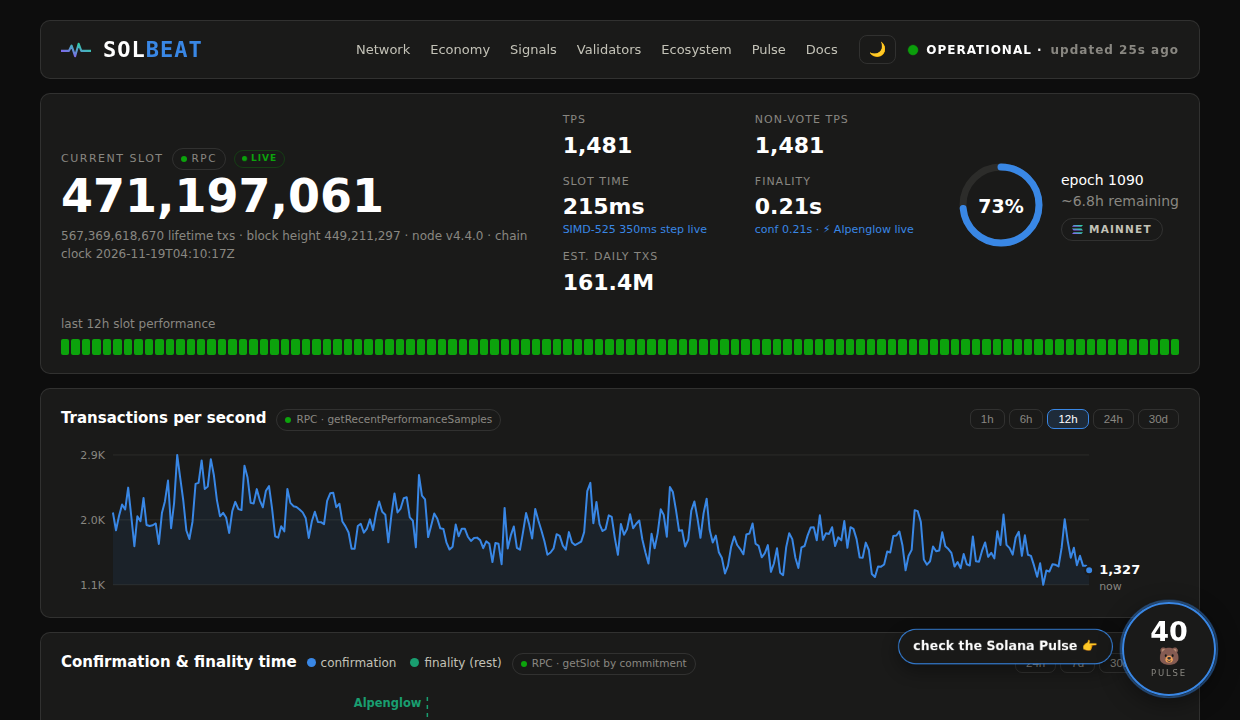 SOLBEAT
Network Economy Signals Validators Ecosystem Pulse Docs
OPERATIONAL · updated 25s ago
CURRENT SLOT RPC LIVE
471,197,061
567,369,618,670 lifetime txs · block height 449,211,297 · node v4.4.0 · chain
clock 2026-11-19T04:10:17Z
TPS
1,481
NON-VOTE TPS
1,481
SLOT TIME
215ms
SIMD-525 350ms step live
FINALITY
0.21s
conf 0.21s · ⚡ Alpenglow live
EST. DAILY TXS
161.4M
73%
epoch 1090
~6.8h remaining
MAINNET
last 12h slot performance
Transactions per second RPC · getRecentPerformanceSamples
1h 6h 12h 24h 30d
2.9K
2.0K
1.1K
1,327
now
Confirmation & finality time confirmation finality (rest) RPC · getSlot by commitment
check the Solana Pulse 👉
40
PULSE
Alpenglow